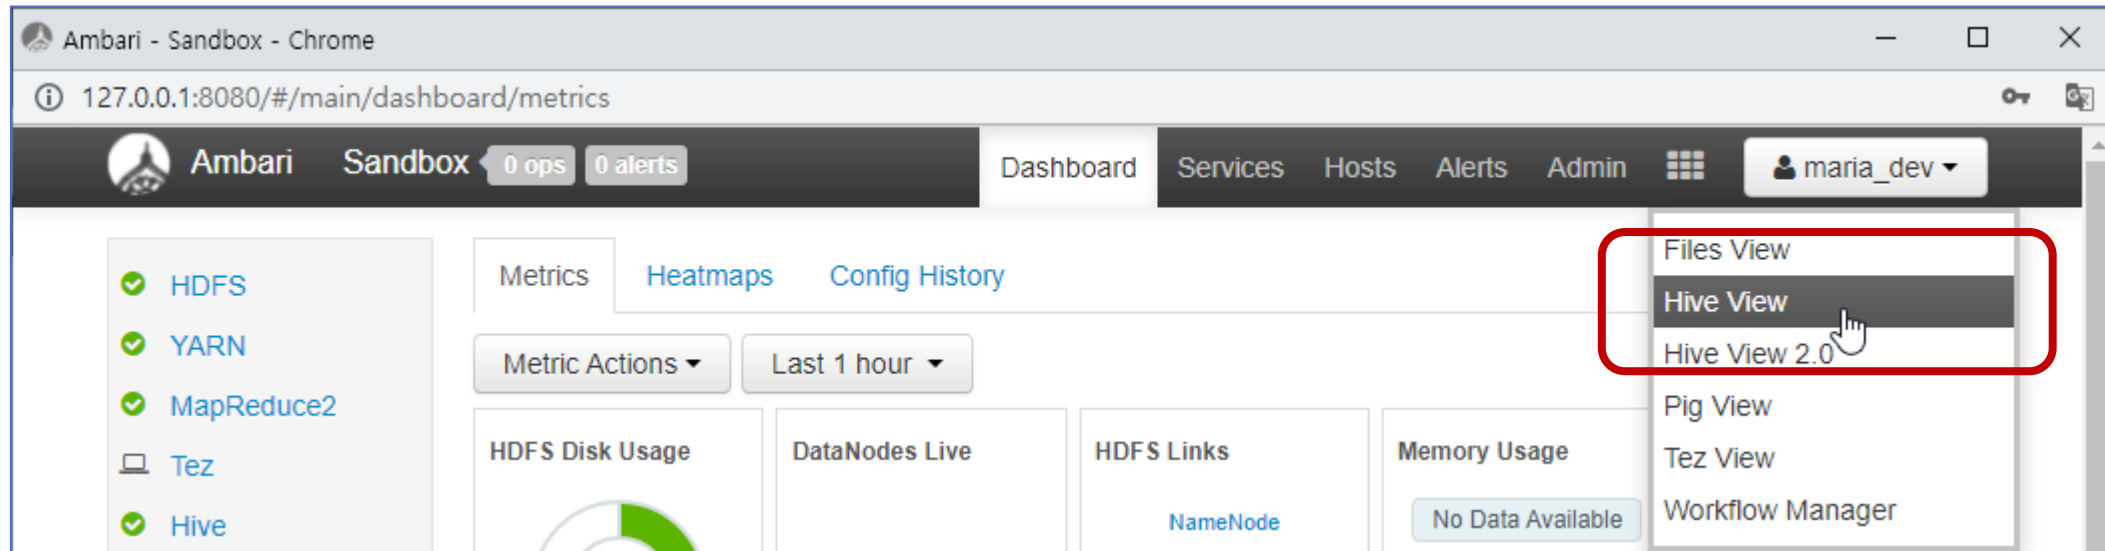 Ambari - Sandbox - Chrome
127.0.0.1:8080/#/main/dashboard/metrics
Ambari Sandbox 0 ops 0 alerts Dashboard Services Hosts Alerts Admin maria_dev
Files View
Hive View
Hive View 2.0
Pig View
Tez View
Workflow Manager
HDFS
YARN
MapReduce2
Tez
Hive
Metrics Heatmaps Config History
Metric Actions Last 1 hour
HDFS Disk Usage
DataNodes Live
HDFS Links
NameNode
Memory Usage
No Data Available